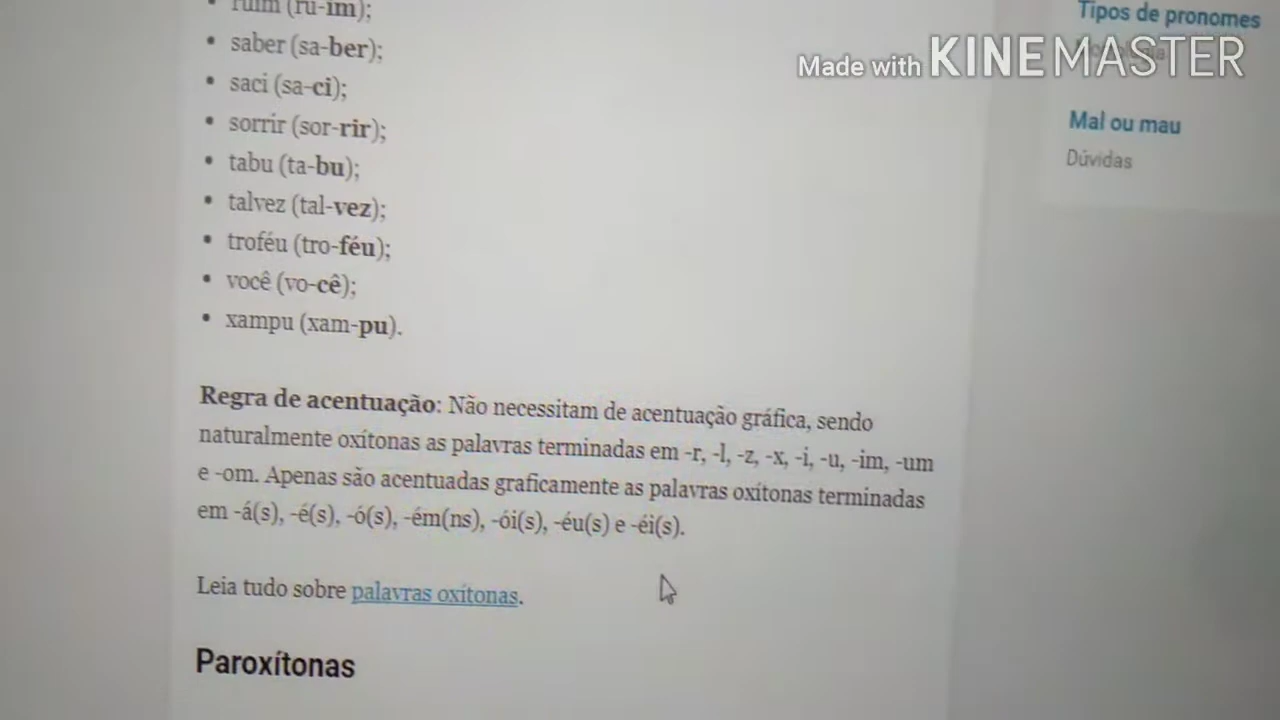 • ruim (ru-im);
• saber (sa-ber);
• saci (sa-ci);
• sorrir (sor-rir);
• tabu (ta-bu);
• talvez (tal-vez);
• troféu (tro-féu);
• você (vo-cê);
• xampu (xam-pu).
Regra de acentuação: Não necessitam de acentuação gráfica, sendo
naturalmente oxítonas as palavras terminadas em -r, -l, -z, -x, -i, -u, -im, -um
e -om. Apenas são acentuadas graficamente as palavras oxítonas terminadas
em -á(s), -é(s), -ó(s), -ém(ns), -ói(s), -éu(s) e -éi(s).
Leia tudo sobre palavras oxítonas.
Paroxítonas
Tipos de pronomes
Made with KINEMASTER
Mal ou mau
Dúvidas